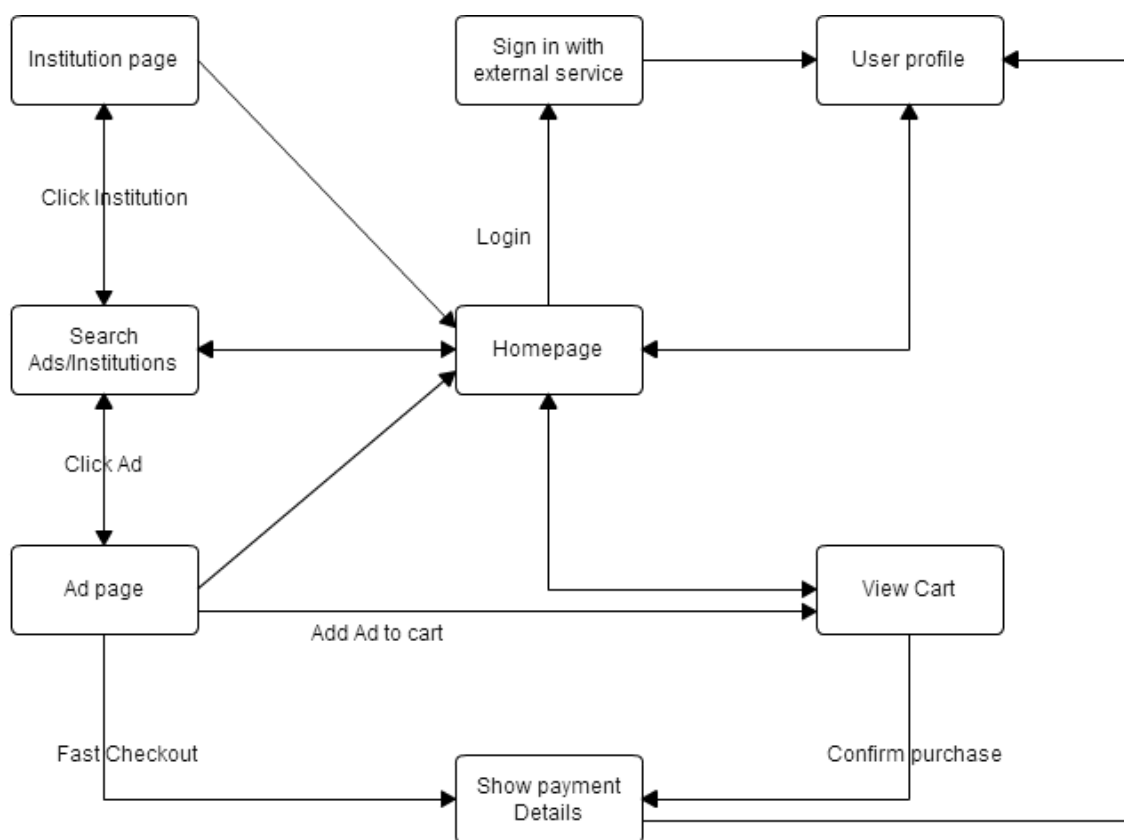 Institution page
Sign in with
external service
User profile
Click Institution
Login
Search
Ads/Institutions
Homepage
Click Ad
Ad page
View Cart
Add Ad to cart
Fast Checkout
Confirm purchase
Show payment
Details